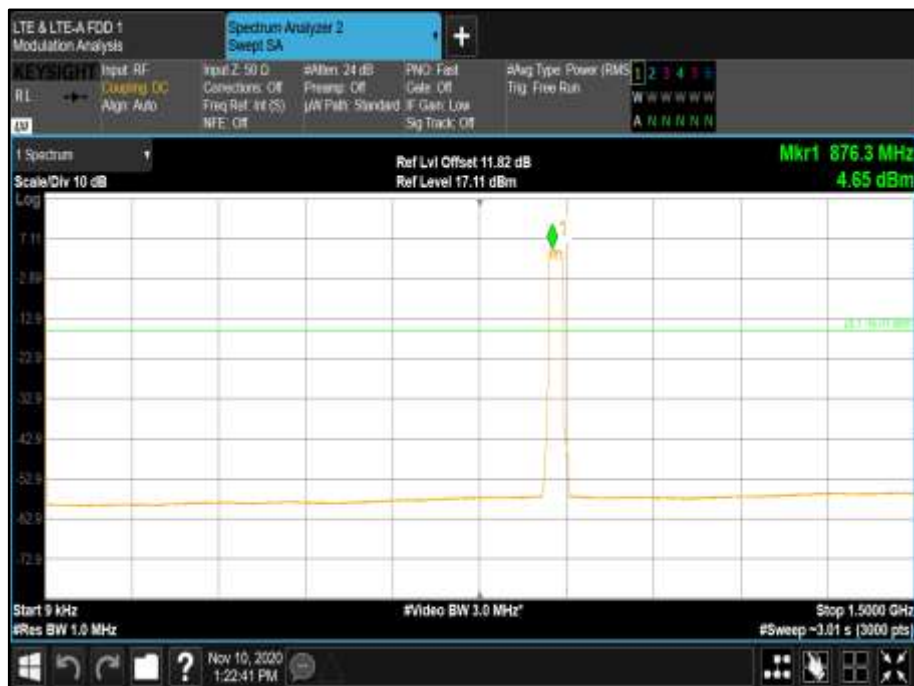 LTE & LTE-A FDD 1
Modulation Analysis
Spectrum Analyzer 2
Swept SA
+
KEYSIGHT
Input: RF
Coupling: DC
Align: Auto
Input Z: 50 Ω
Corrections: Off
Freq Ref: Int (S)
NFE: Off
#Atten: 24 dB
Preamp: Off
µW Path: Standard
PNO: Fast
Gate: Off
IF Gain: Low
Sig Track: Off
#Avg Type: Power (RMS
Trig: Free Run
1 2 3 4 5 6
W W W W W W
A N N N N N
1 Spectrum
Scale/Div 10 dB
Ref Lvl Offset 11.82 dB
Ref Level 17.11 dBm
Mkr1 876.3 MHz
4.65 dBm
Log
7.11
-2.89
-12.9
-22.9
-32.9
-42.9
-52.9
-62.9
-72.9
Start 9 kHz
#Res BW 1.0 MHz
#Video BW 3.0 MHz*
Stop 1.5000 GHz
#Sweep ~3.01 s (3000 pts)
?
Nov 10, 2020
1:22:41 PM